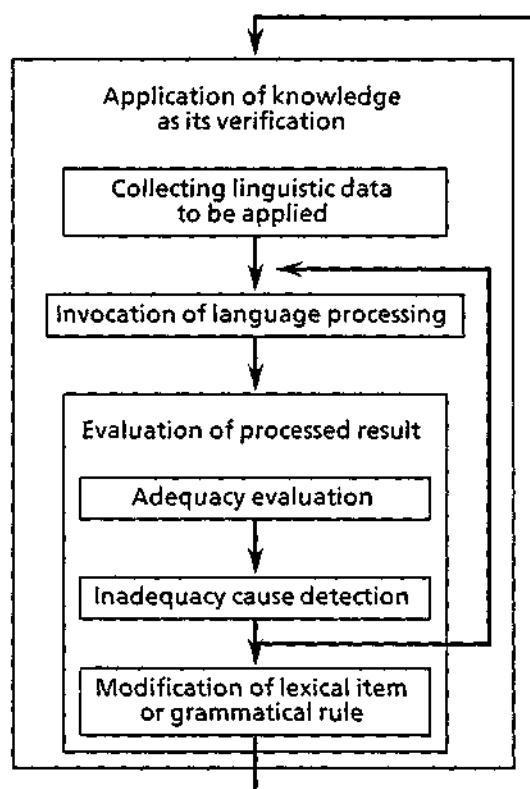 Application of knowledge
as its verification
Collecting linguistic data
to be applied
Invocation of language processing
Evaluation of processed result
Adequacy evaluation
Inadequacy cause detection
Modification of lexical item
or grammatical rule